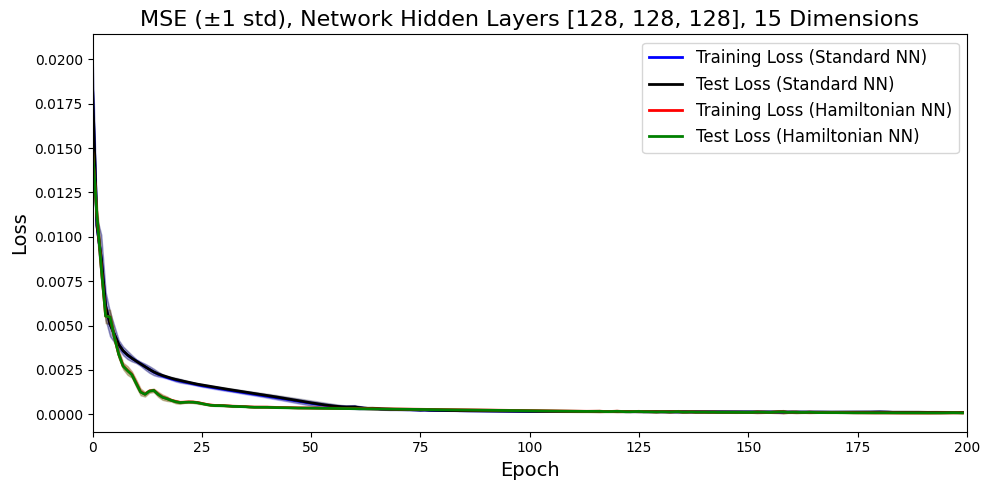 MSE (±1 std), Network Hidden Layers [128, 128, 128], 15 Dimensions
Training Loss (Standard NN)
Test Loss (Standard NN)
Training Loss (Hamiltonian NN)
Test Loss (Hamiltonian NN)
Loss
0.0200
0.0175
0.0150
0.0125
0.0100
0.0075
0.0050
0.0025
0.0000
0 25 50 75 100 125 150 175 200
Epoch